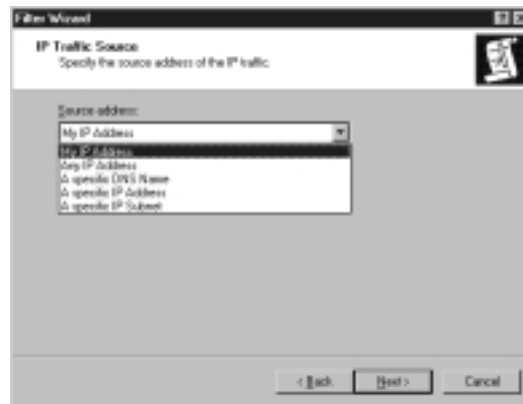 Filter Wizard
IP Traffic Source
Specify the source address of the IP traffic.
Source address:
My IP Address
My IP Address
Any IP Address
A specific DNS Name
A specific IP Address
A specific IP Subnet
< Back
Next >
Cancel